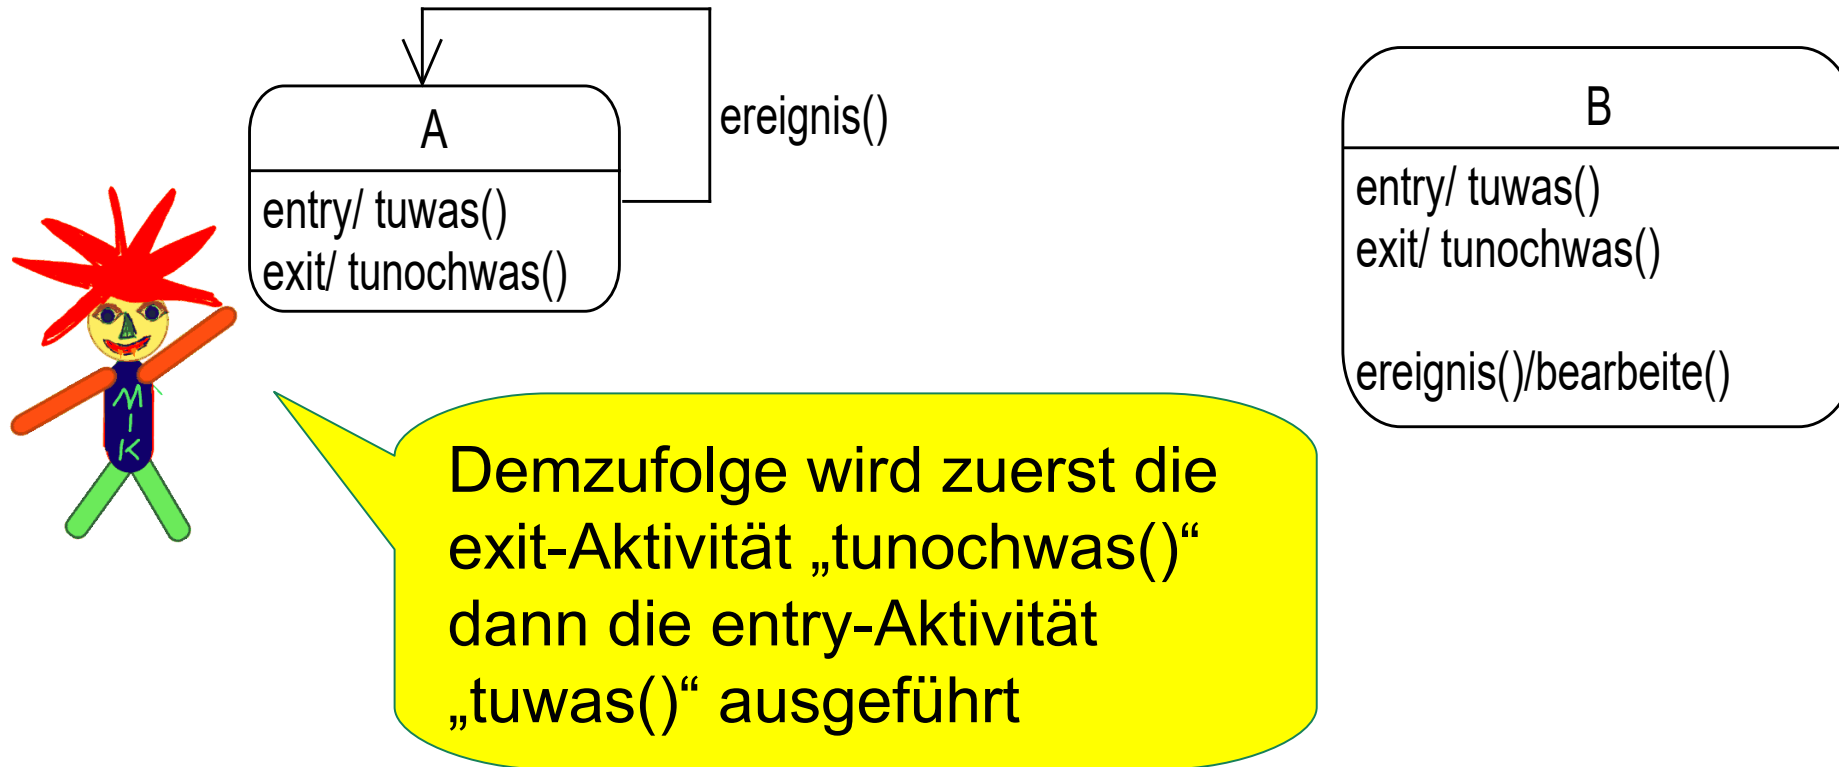 A
entry/ tuwas()
exit/ tunochwas()
ereignis()
B
entry/ tuwas()
exit/ tunochwas()
ereignis()/bearbeite()
MIK
Demzufolge wird zuerst die
exit-Aktivität „tunochwas()“
dann die entry-Aktivität
„tuwas()“ ausgeführt